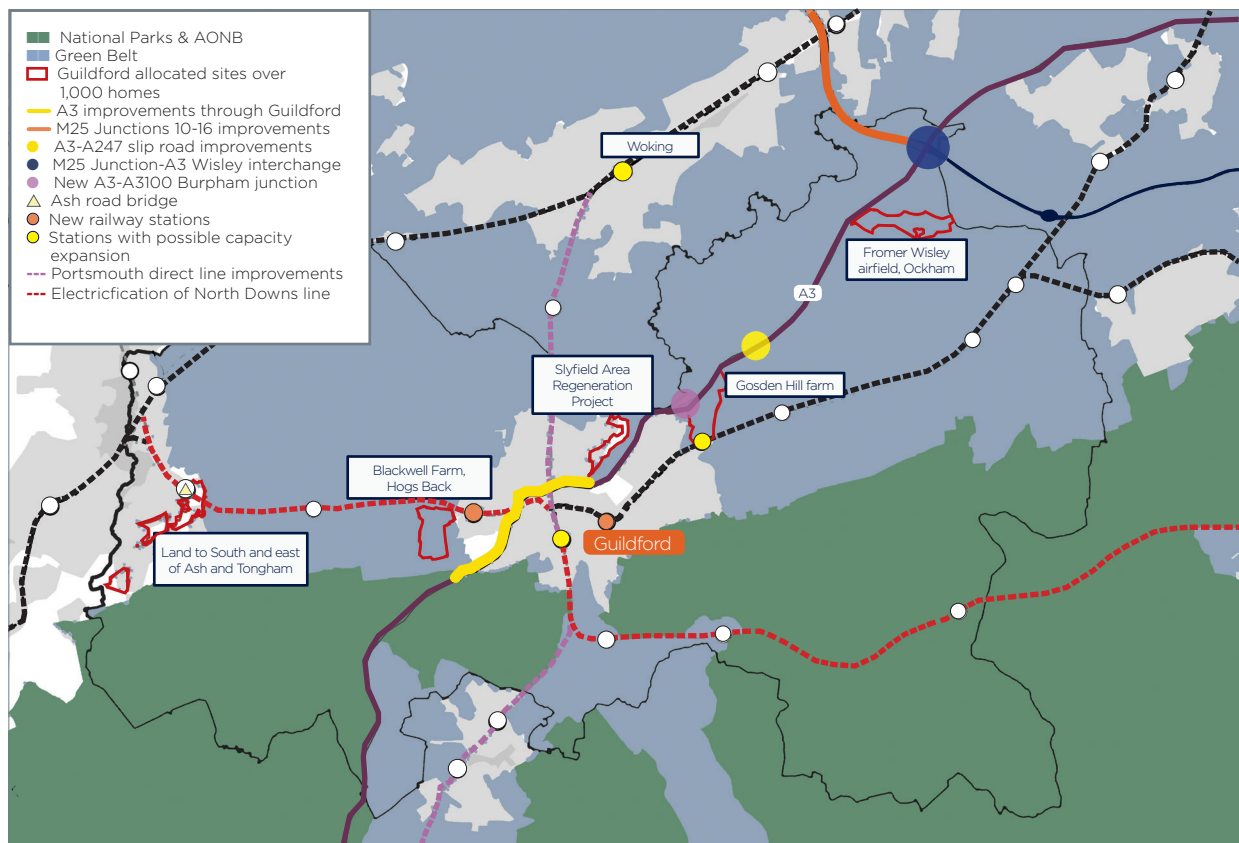 National Parks & AONB
Green Belt
Guildford allocated sites over
1,000 homes
A3 improvements through Guildford
M25 Junctions 10-16 improvements
A3-A247 slip road improvements
M25 Junction-A3 Wisley interchange
New A3-A3100 Burpham junction
Ash road bridge
New railway stations
Stations with possible capacity
expansion
Portsmouth direct line improvements
Electricfication of North Downs line
Woking
Fromer Wisley
airfield, Ockham
A3
Slyfield Area
Regeneration
Project
Gosden Hill farm
Blackwell Farm,
Hogs Back
Land to South and east
of Ash and Tongham
Guildford